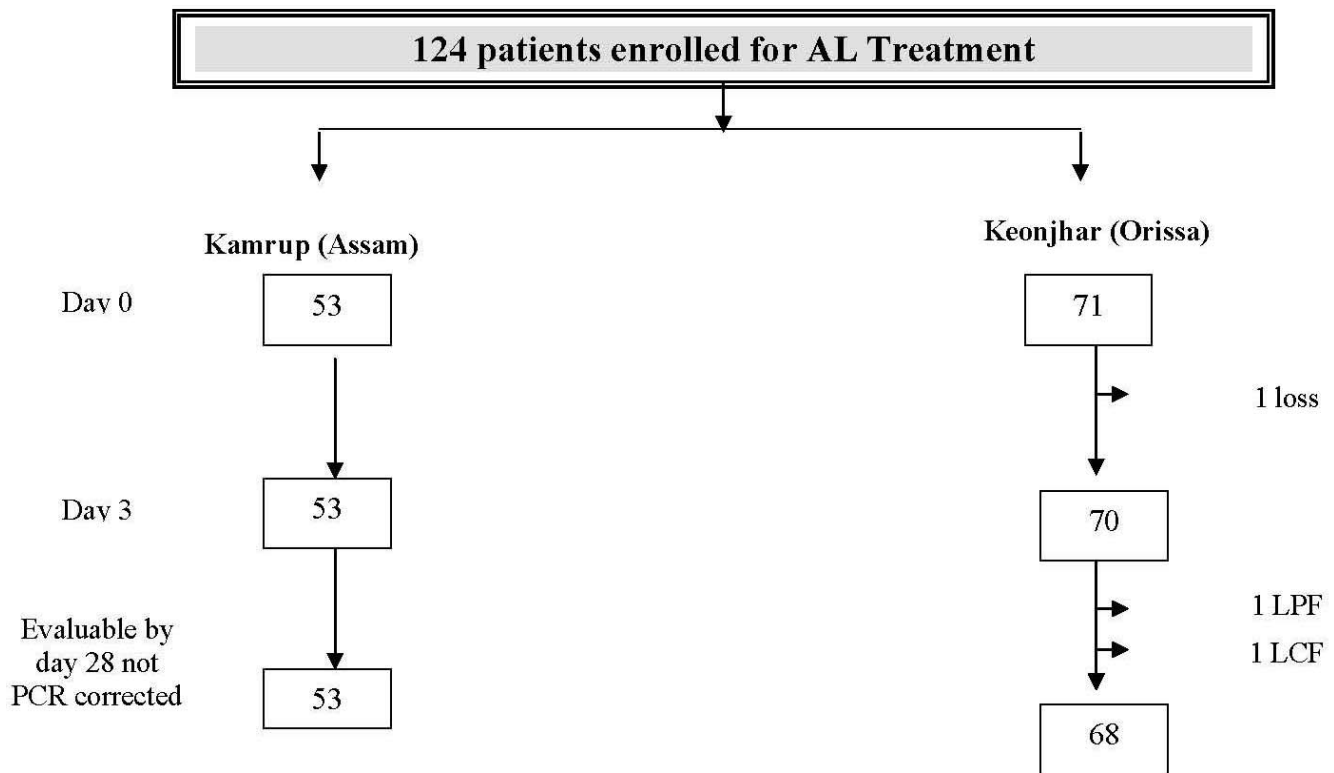 124 patients enrolled for AL Treatment
Kamrup (Assam)
Keonjhar (Orissa)
Day 0
53
71
1 loss
Day 3
53
70
1 LPF
1 LCF
Evaluable by
day 28 not
PCR corrected
53
68